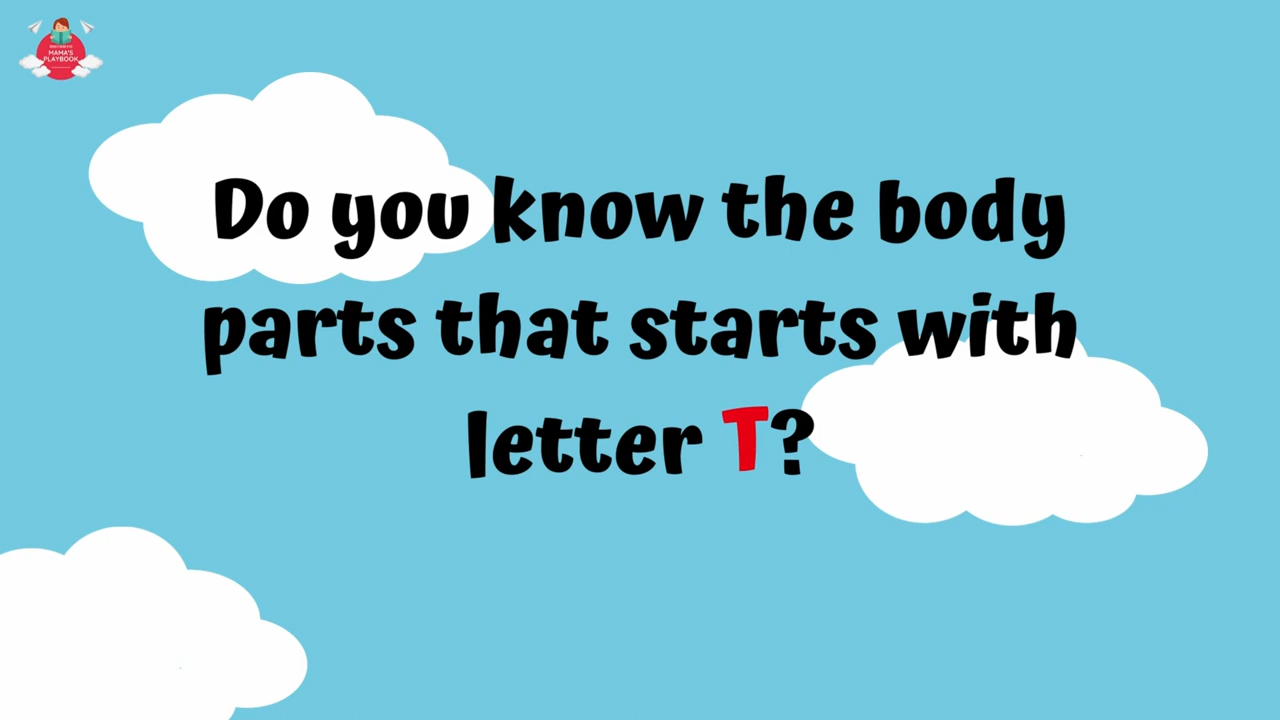 MAMA'S
PLAYBOOK
Do you know the body
parts that starts with
letter T?